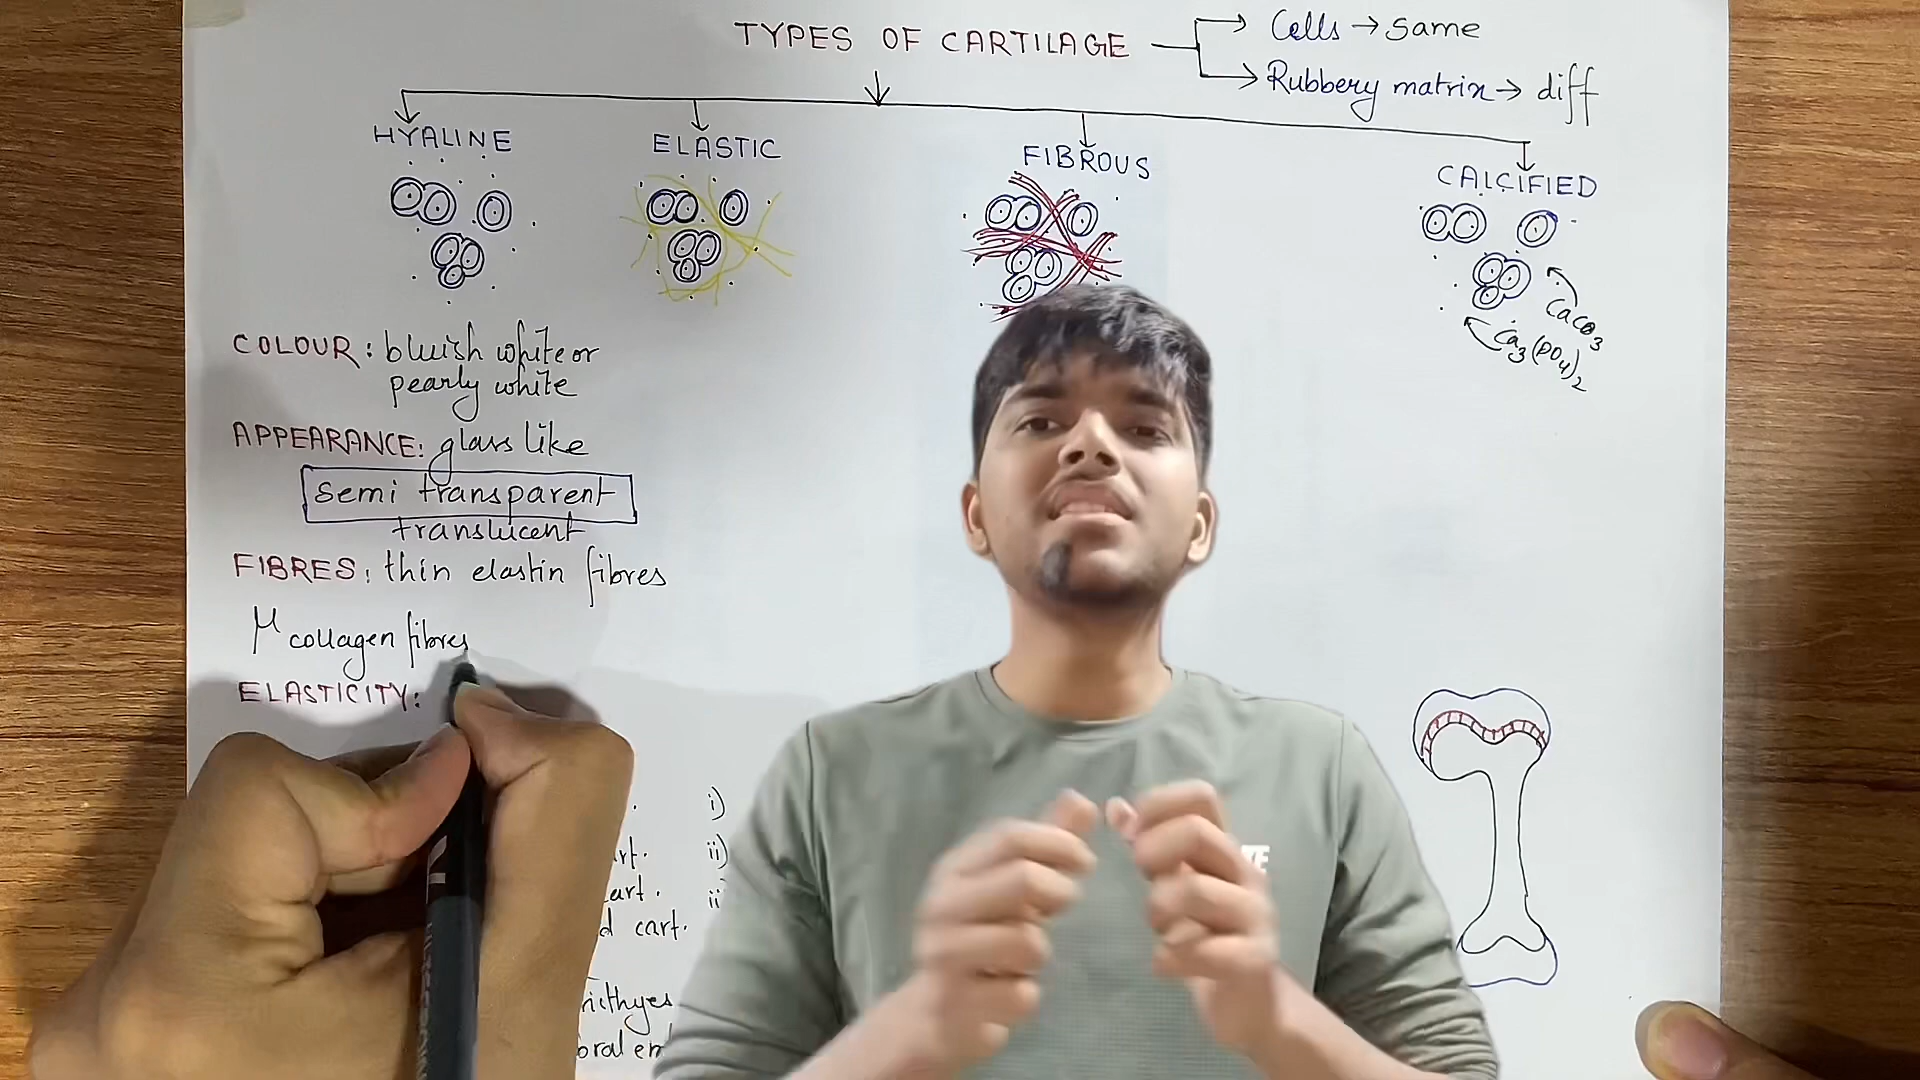 TYPES OF CARTILAGE
Cells → same
Rubbery matrix → diff
HYALINE
ELASTIC
FIBROUS
CALCIFIED
CaCO3
Ca3(PO4)2
COLOUR: bluish white or
pearly white
APPEARANCE: glass like
semi transparent
translucent
FIBRES: thin elastin fibres
μ collagen fibres
ELASTICITY:
i)
ii)
cart.
d cart.